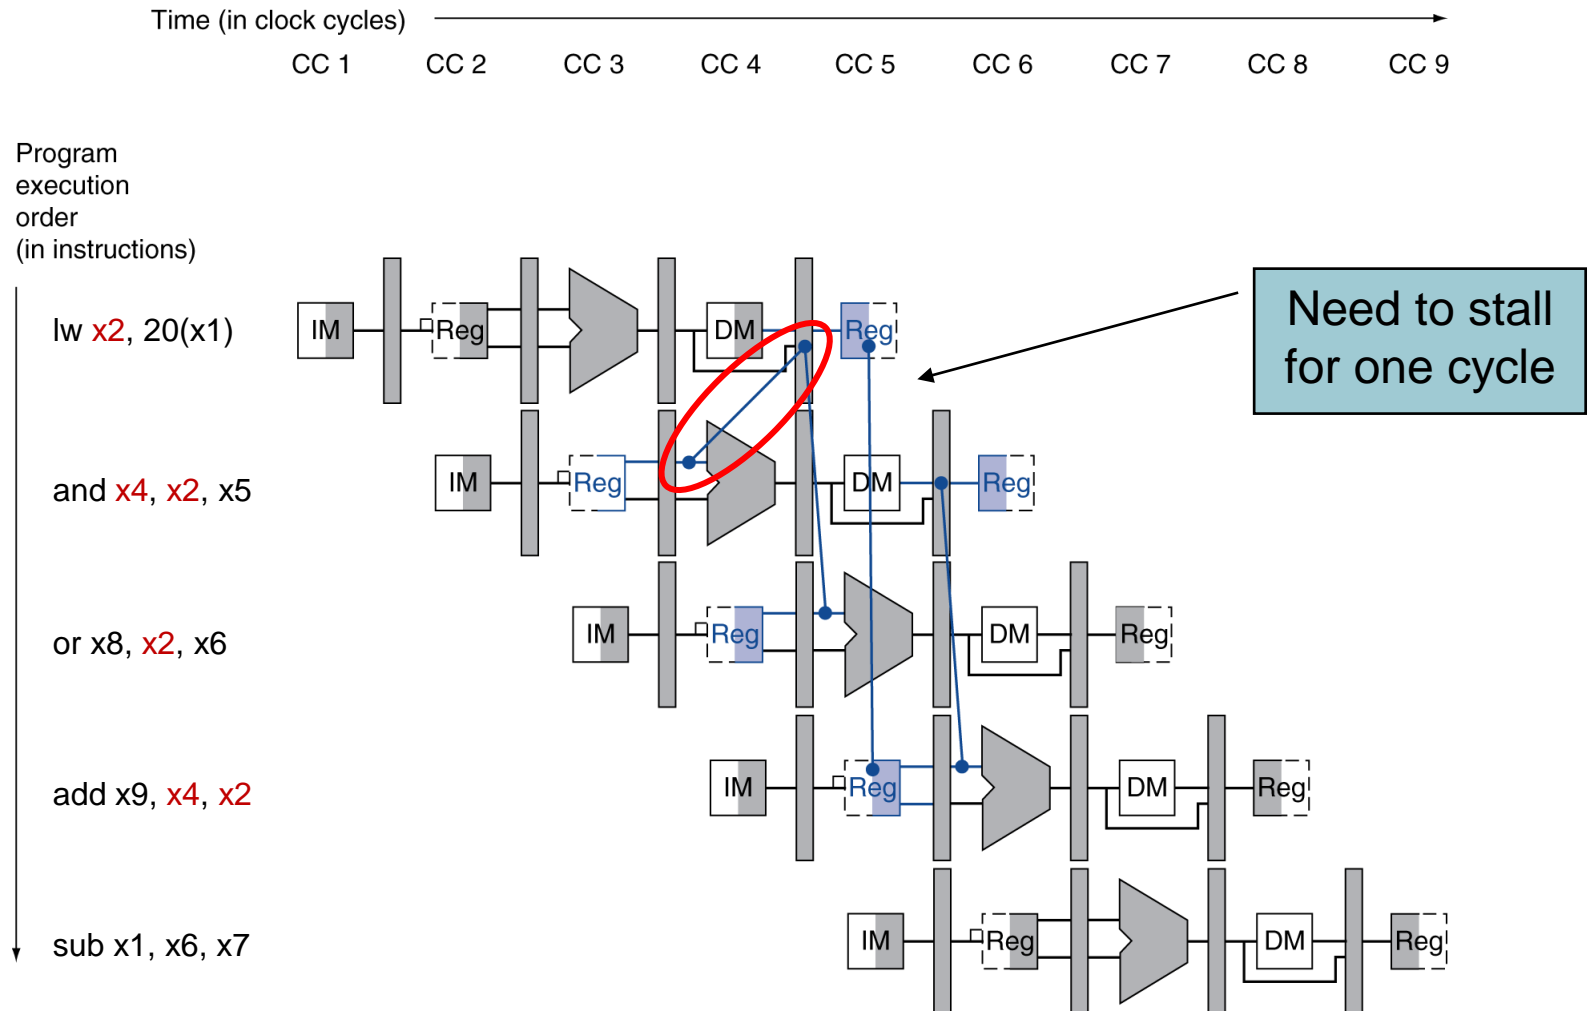 Time (in clock cycles)
CC 1 CC 2 CC 3 CC 4 CC 5 CC 6 CC 7 CC 8 CC 9
Program
execution
order
(in instructions)
Need to stall
for one cycle
lw x2, 20(x1) IM Reg DM Reg
and x4, x2, x5 IM Reg DM Reg
or x8, x2, x6 IM Reg DM Reg
add x9, x4, x2 IM Reg DM Reg
sub x1, x6, x7 IM Reg DM Reg